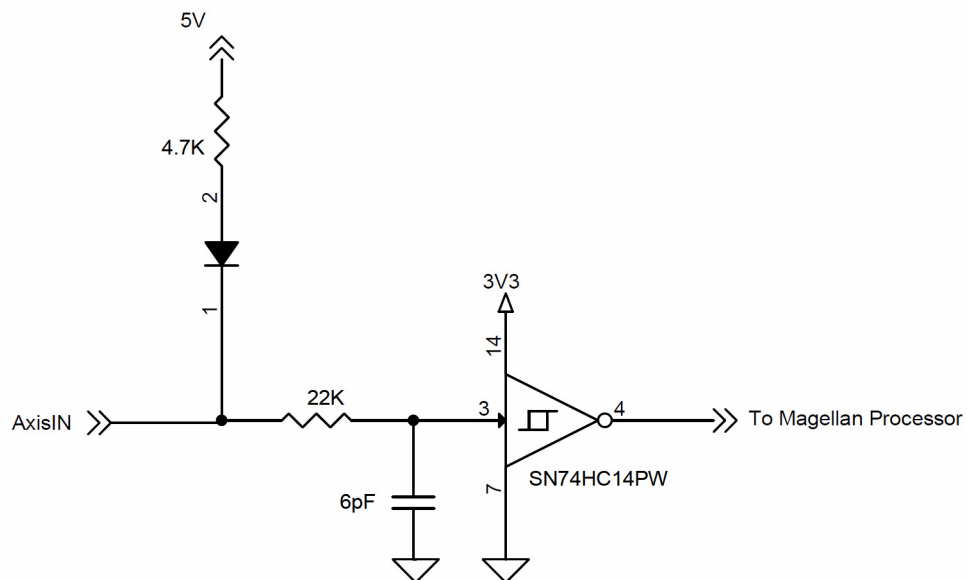 5V
4.7K
2
1
3V3
14
22K
AxisIN
3
4
To Magellan Processor
7
SN74HC14PW
6pF